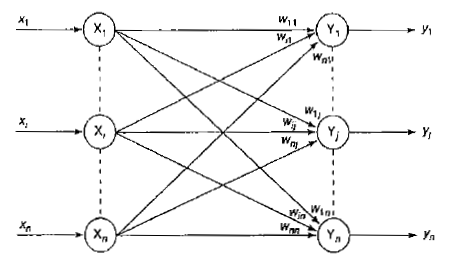 x1 X1 w11 Y1 y1
wi1
wn1
w1j
xi Xi wij Yj yj
wnj
win w1n
xn Xn wnn Yn yn